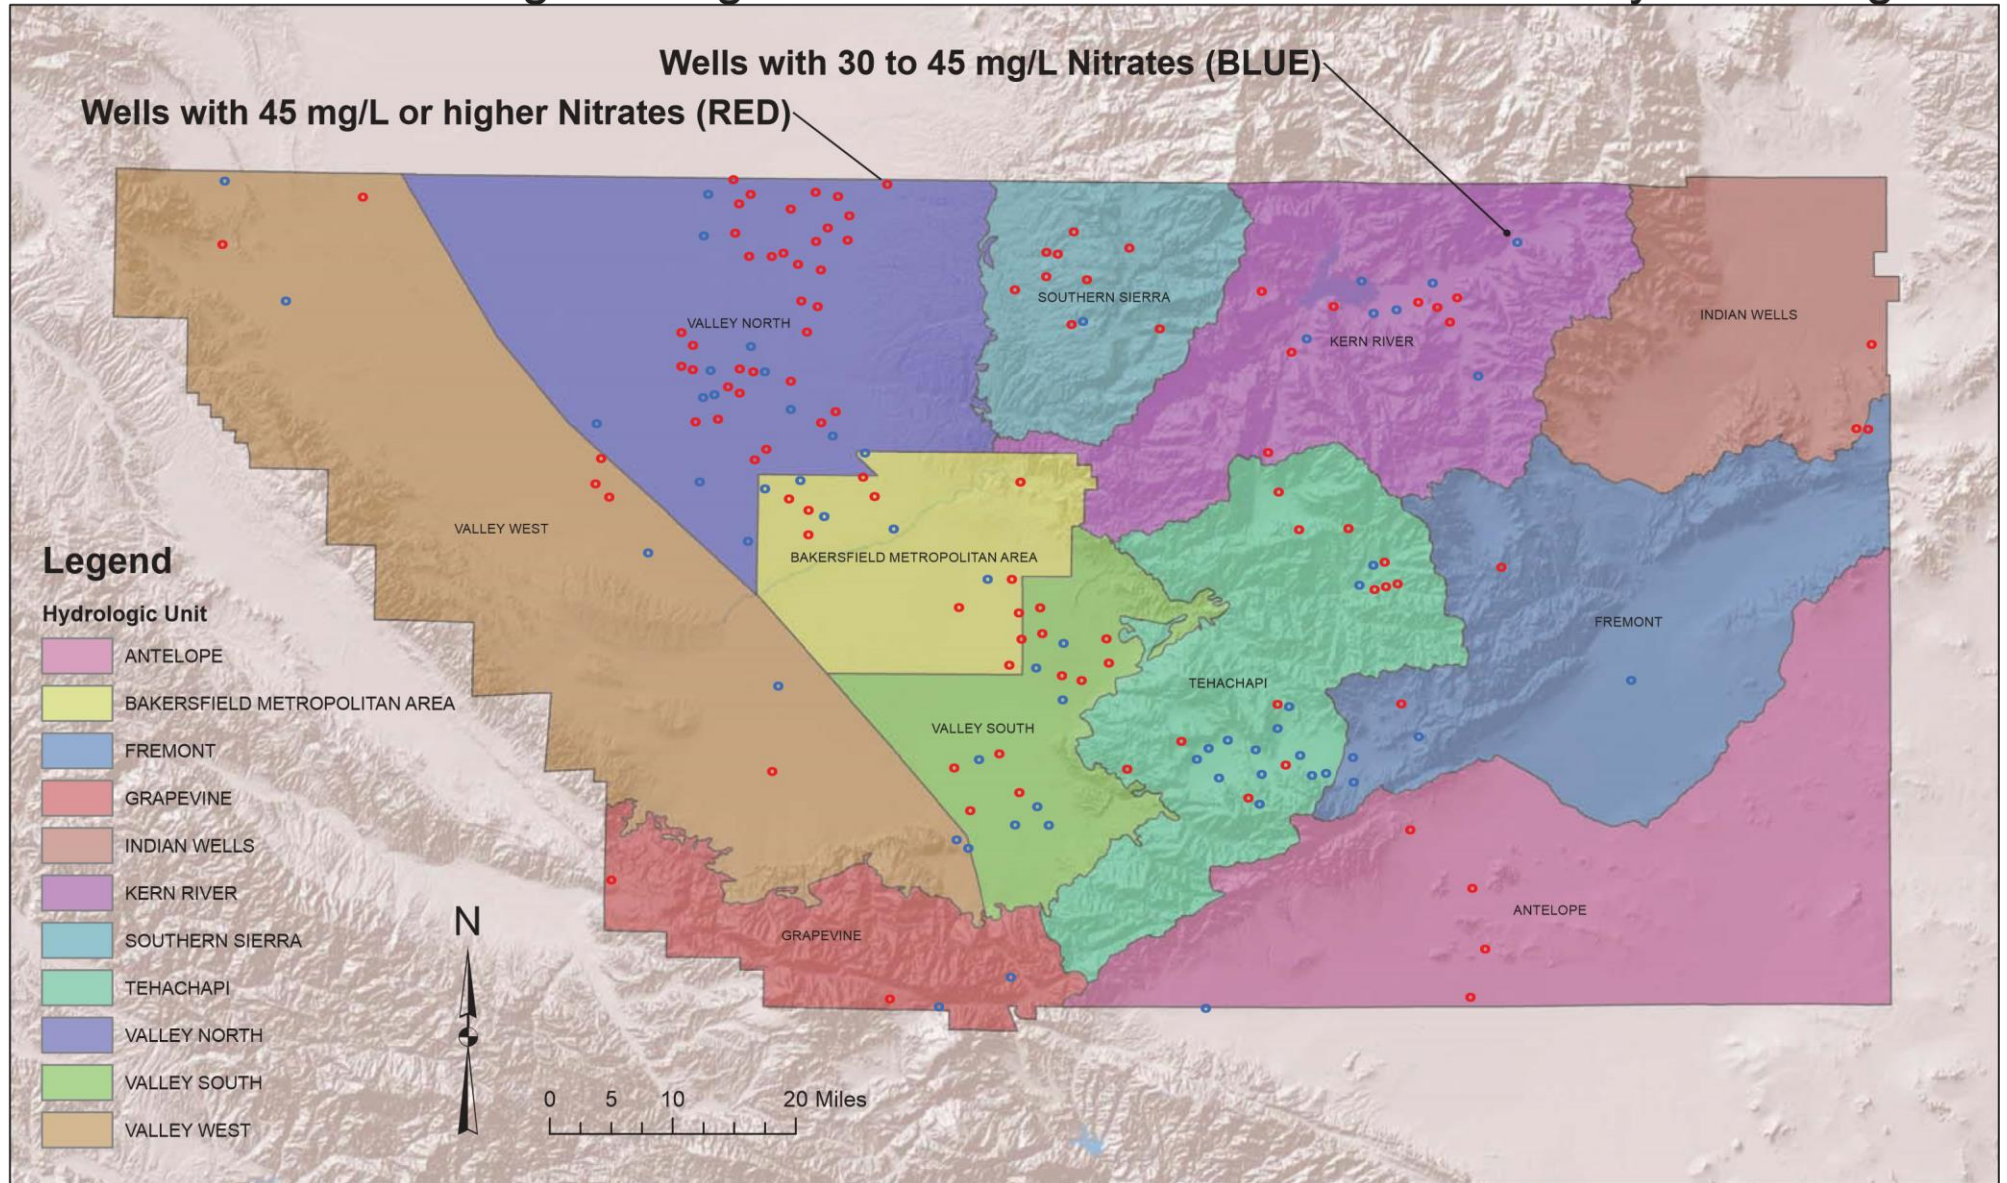 Wells with 30 to 45 mg/L Nitrates (BLUE)
Wells with 45 mg/L or higher Nitrates (RED)
SOUTHERN SIERRA
INDIAN WELLS
VALLEY NORTH
KERN RIVER
VALLEY WEST
BAKERSFIELD METROPOLITAN AREA
FREMONT
TEHACHAPI
VALLEY SOUTH
ANTELOPE
GRAPEVINE
Legend
Hydrologic Unit
ANTELOPE
BAKERSFIELD METROPOLITAN AREA
FREMONT
GRAPEVINE
INDIAN WELLS
KERN RIVER
SOUTHERN SIERRA
TEHACHAPI
VALLEY NORTH
VALLEY SOUTH
VALLEY WEST
N
0 5 10 20 Miles